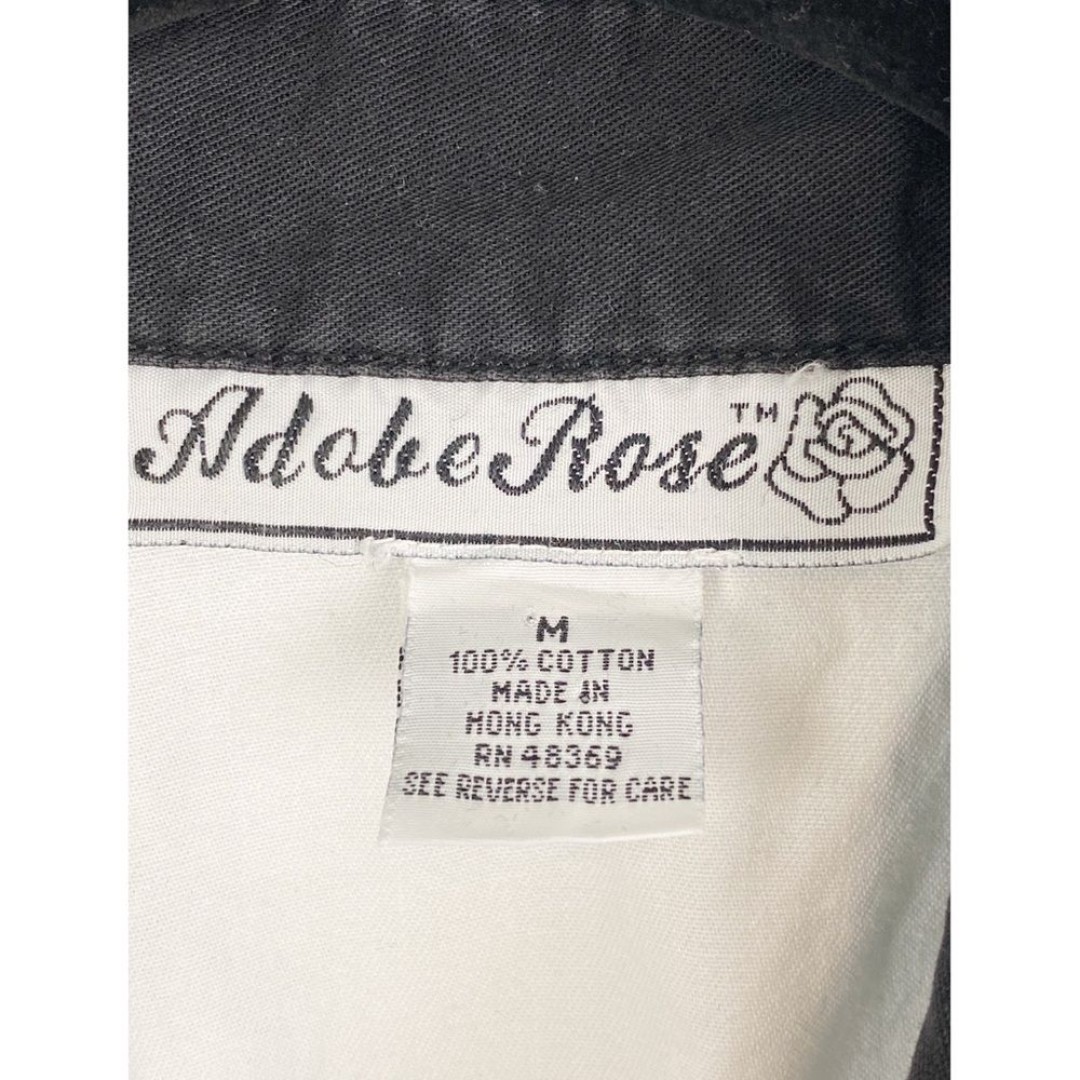 Adobe Rose™
M
100% COTTON
MADE IN
HONG KONG
RN 48369
SEE REVERSE FOR CARE